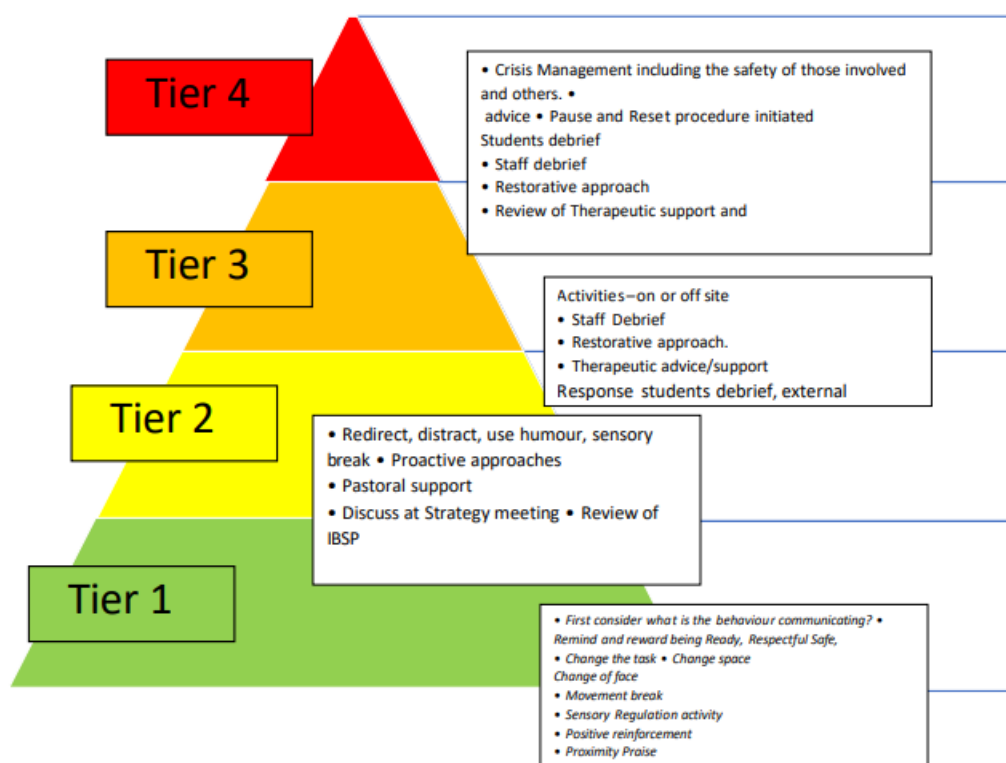 Tier 4
• Crisis Management including the safety of those involved
and others. •
advice • Pause and Reset procedure initiated
Students debrief
• Staff debrief
• Restorative approach
• Review of Therapeutic support and
Tier 3
Activities–on or off site
• Staff Debrief
• Restorative approach.
• Therapeutic advice/support
Response students debrief, external
Tier 2
• Redirect, distract, use humour, sensory
break • Proactive approaches
• Pastoral support
• Discuss at Strategy meeting • Review of
IBSP
Tier 1
• First consider what is the behaviour communicating? •
Remind and reward being Ready, Respectful Safe,
• Change the task • Change space
Change of face
• Movement break
• Sensory Regulation activity
• Positive reinforcement
• Proximity Praise